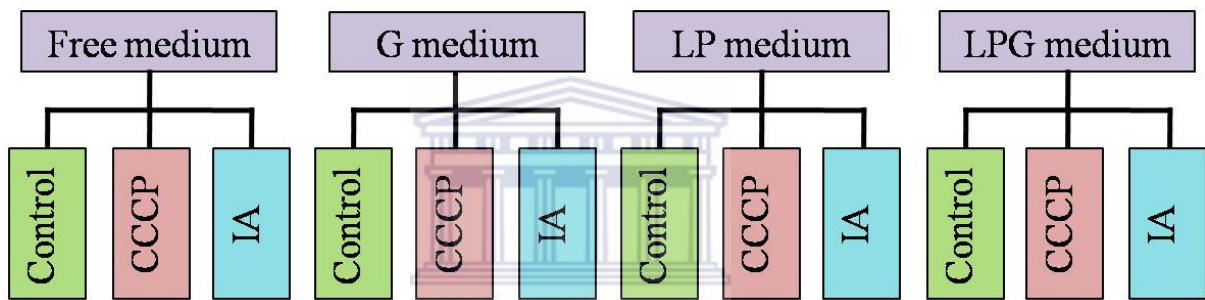 Free medium
G medium
LP medium
LPG medium
Control
CCCP
IA
Control
CCCP
IA
Control
CCCP
IA
Control
CCCP
IA